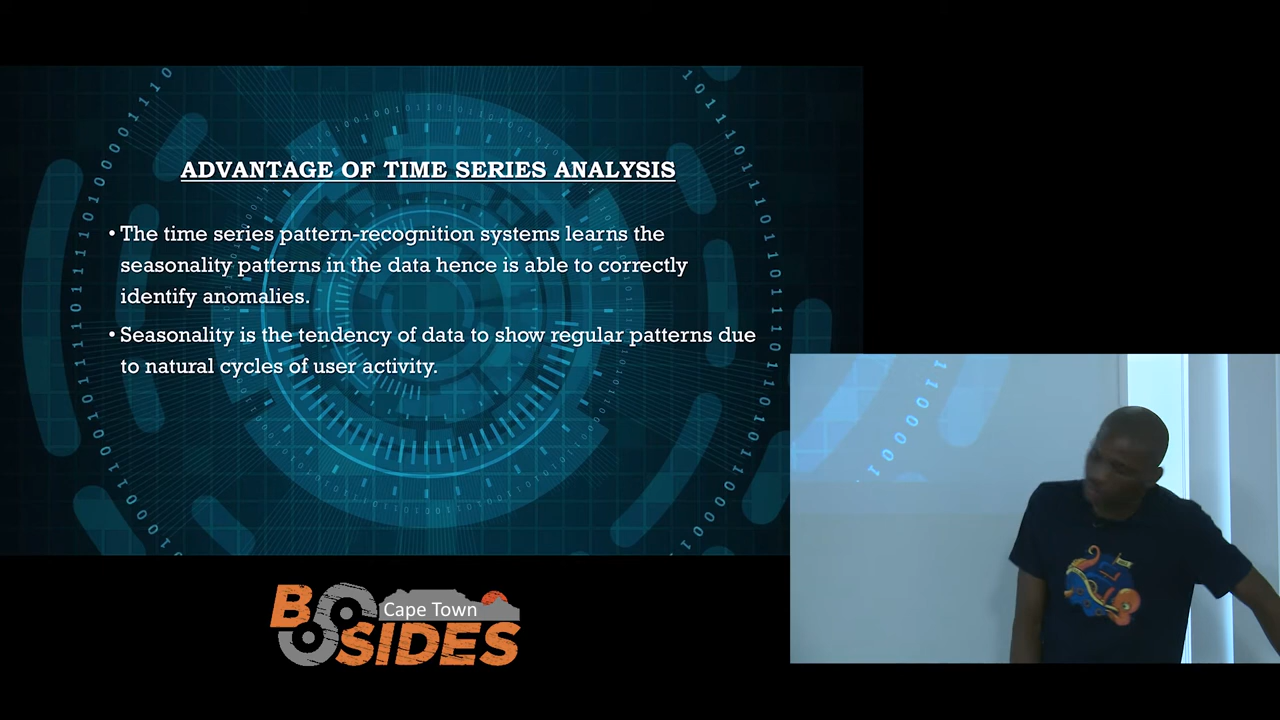 ADVANTAGE OF TIME SERIES ANALYSIS
• The time series pattern-recognition systems learns the
seasonality patterns in the data hence is able to correctly
identify anomalies.
• Seasonality is the tendency of data to show regular patterns due
to natural cycles of user activity.
B
Cape Town
SIDES